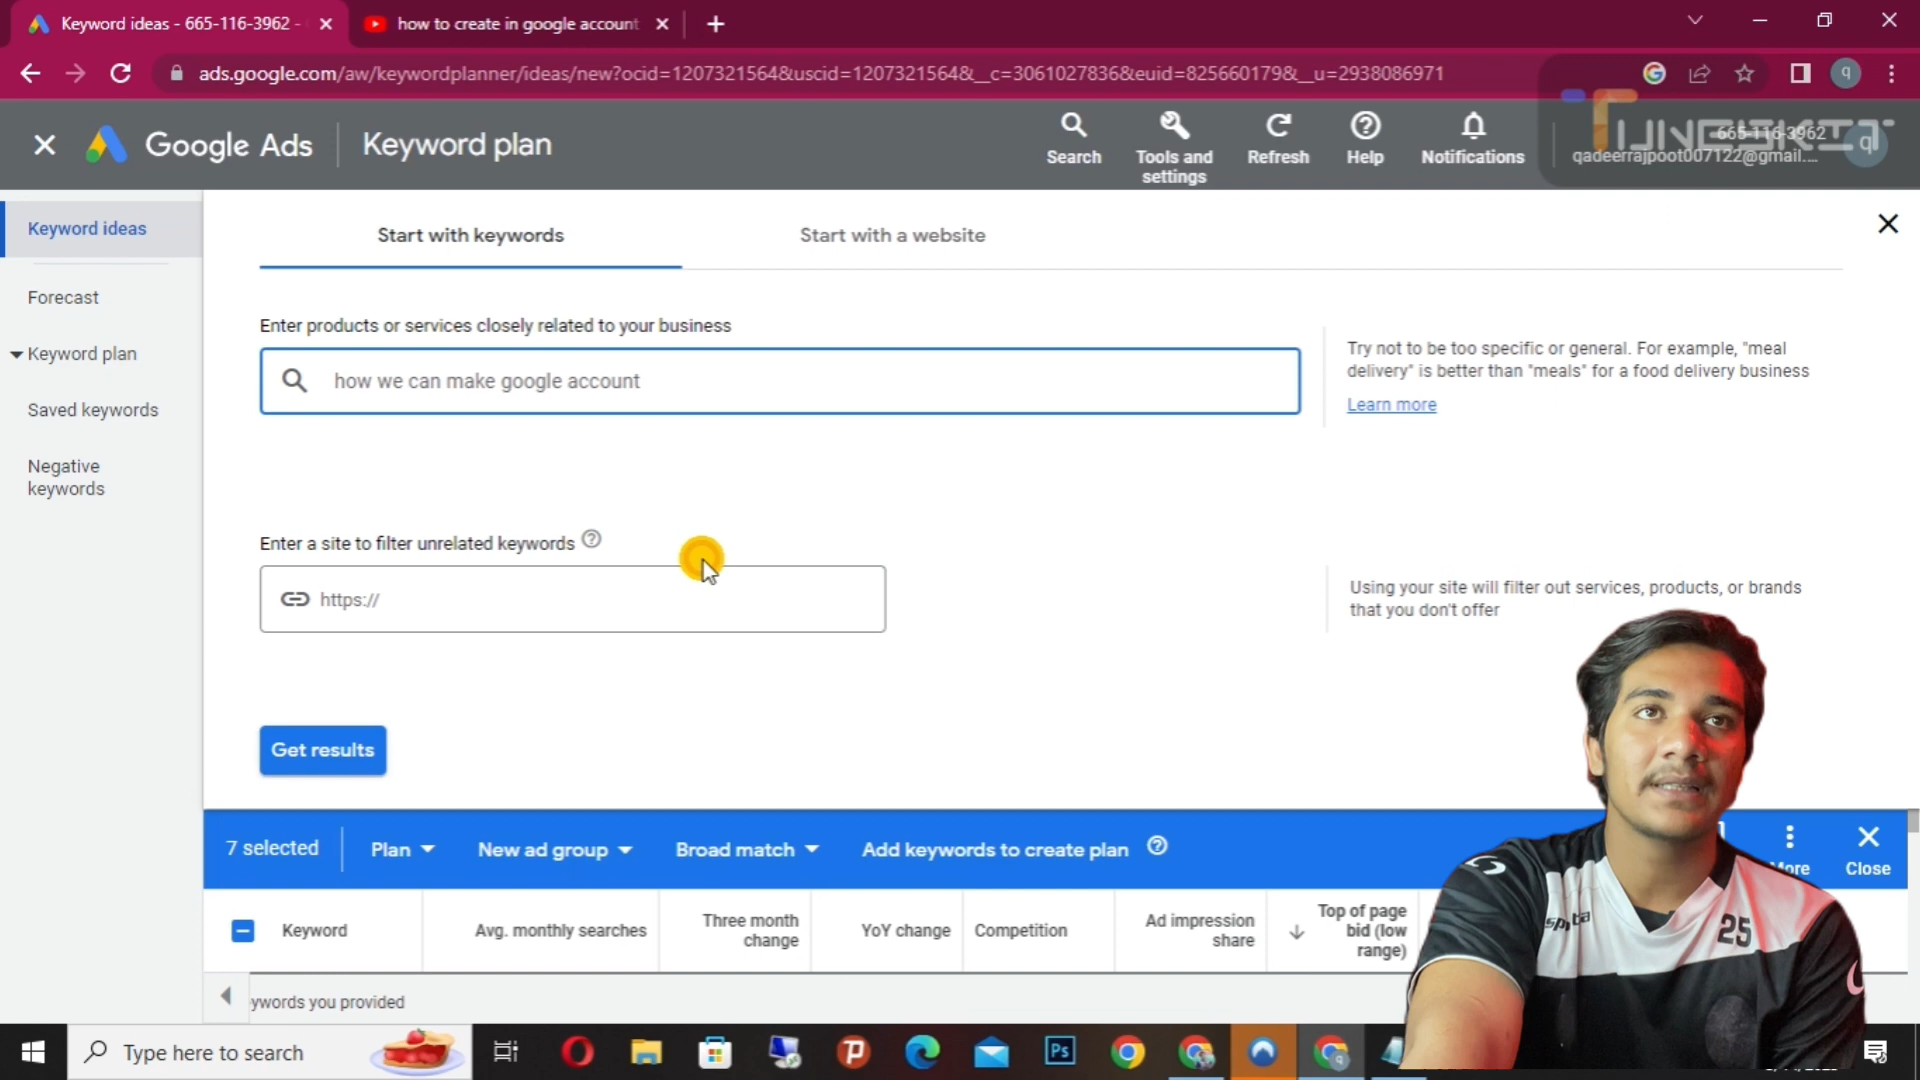 Keyword ideas - 665-116-3962 -
how to create in google account
ads.google.com/aw/keywordplanner/ideas/new?ocid=1207321564&uscid=1207321564&__c=3061027836&euid=825660179&__u=2938086971
q
Google Ads
Keyword plan
Search
Tools and
settings
Refresh
Help
Notifications
665-116-3962
qadeerrajpoot007122@gmail....
q
TUNESKIT
Keyword ideas
Forecast
Keyword plan
Saved keywords
Negative
keywords
Start with keywords
Start with a website
Enter products or services closely related to your business
how we can make google account
Try not to be too specific or general. For example, "meal
delivery" is better than "meals" for a food delivery business
Learn more
Enter a site to filter unrelated keywords
https://
Using your site will filter out services, products, or brands
that you don't offer
Get results
7 selected
Plan
New ad group
Broad match
Add keywords to create plan
More
Close
Keyword
Avg. monthly searches
Three month
change
YoY change
Competition
Ad impression
share
Top of page
bid (low
range)
ywords you provided
25
Type here to search
Ps